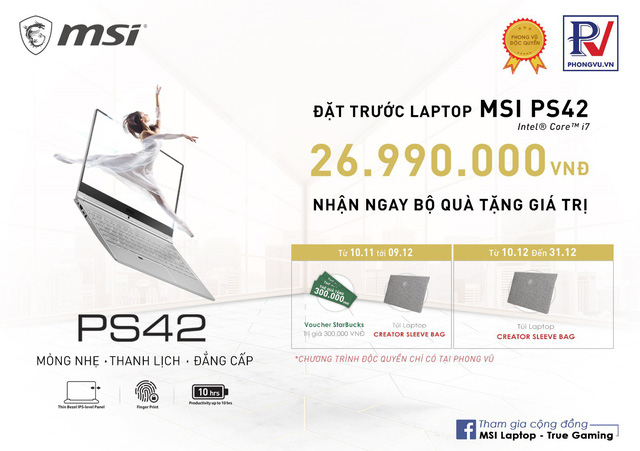 msi
PHONG VŨ
ĐỘC QUYỀN
PV
PHONGVU.VN
ĐẶT TRƯỚC LAPTOP MSI PS42
Intel® Core™ i7
26.990.000 VNĐ
NHẬN NGAY BỘ QUÀ TẶNG GIÁ TRỊ
Từ 10.11 tới 09.12
Từ 10.12 Đến 31.12
300.000
Voucher StarBucks
Trị giá 300.000 VNĐ
Túi Laptop
CREATOR SLEEVE BAG
Túi Laptop
CREATOR SLEEVE BAG
*CHƯƠNG TRÌNH ĐỘC QUYỀN CHỈ CÓ TẠI PHONG VŨ
PS42
MỎNG NHẸ · THANH LỊCH · ĐẲNG CẤP
10 hrs
Thin Bezel IPS-level Panel
Finger Print
Productivity up to 10 hrs
Tham gia cộng đồng
MSI Laptop - True Gaming